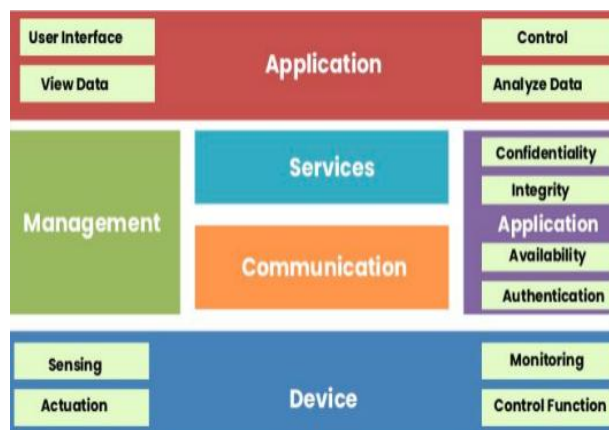 User Interface
View Data
Application
Control
Analyze Data
Management
Services
Communication
Confidentiality
Integrity
Application
Availability
Authentication
Sensing
Actuation
Device
Monitoring
Control Function